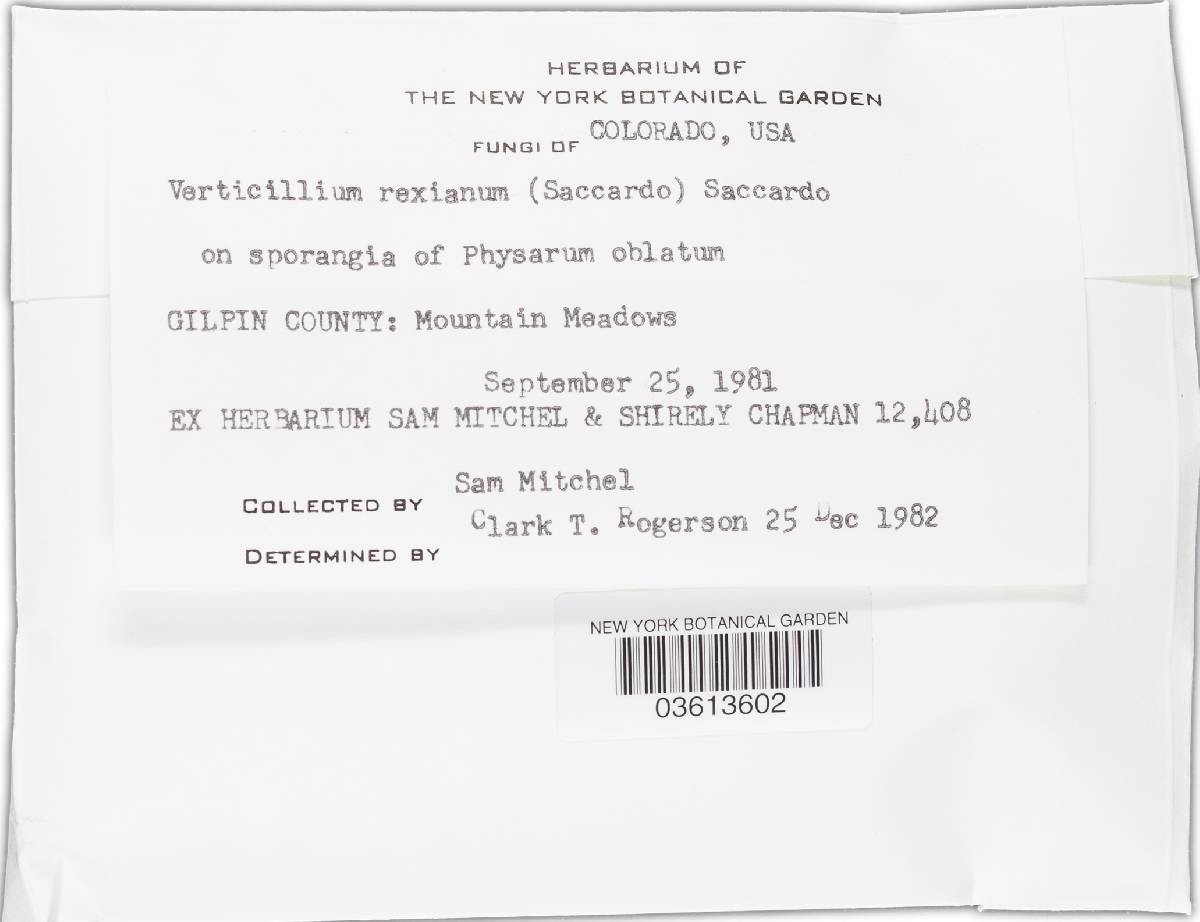 HERBARIUM OF
THE NEW YORK BOTANICAL GARDEN
FUNGI OF COLORADO, USA
Verticillium rexianum (Saccardo) Saccardo
on sporangia of Physarum oblatum
GILPIN COUNTY: Mountain Meadows
September 25, 1981
EX HERBARIUM SAM MITCHEL & SHIRELY CHAPMAN 12,408
COLLECTED BY Sam Mitchel
DETERMINED BY Clark T. Rogerson 25 Dec 1982
NEW YORK BOTANICAL GARDEN
03613602